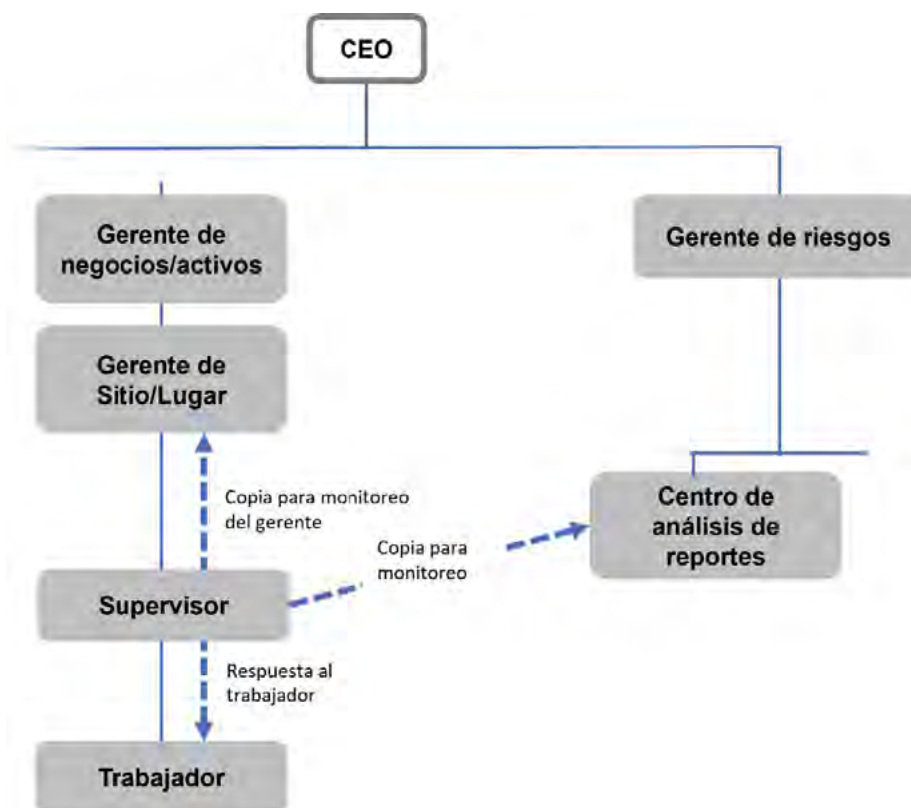 CEO
Gerente de
negocios/activos
Gerente de riesgos
Gerente de
Sitio/Lugar
Copia para monitoreo
del gerente
Copia para
monitoreo
Centro de
análisis de
reportes
Supervisor
Respuesta al
trabajador
Trabajador